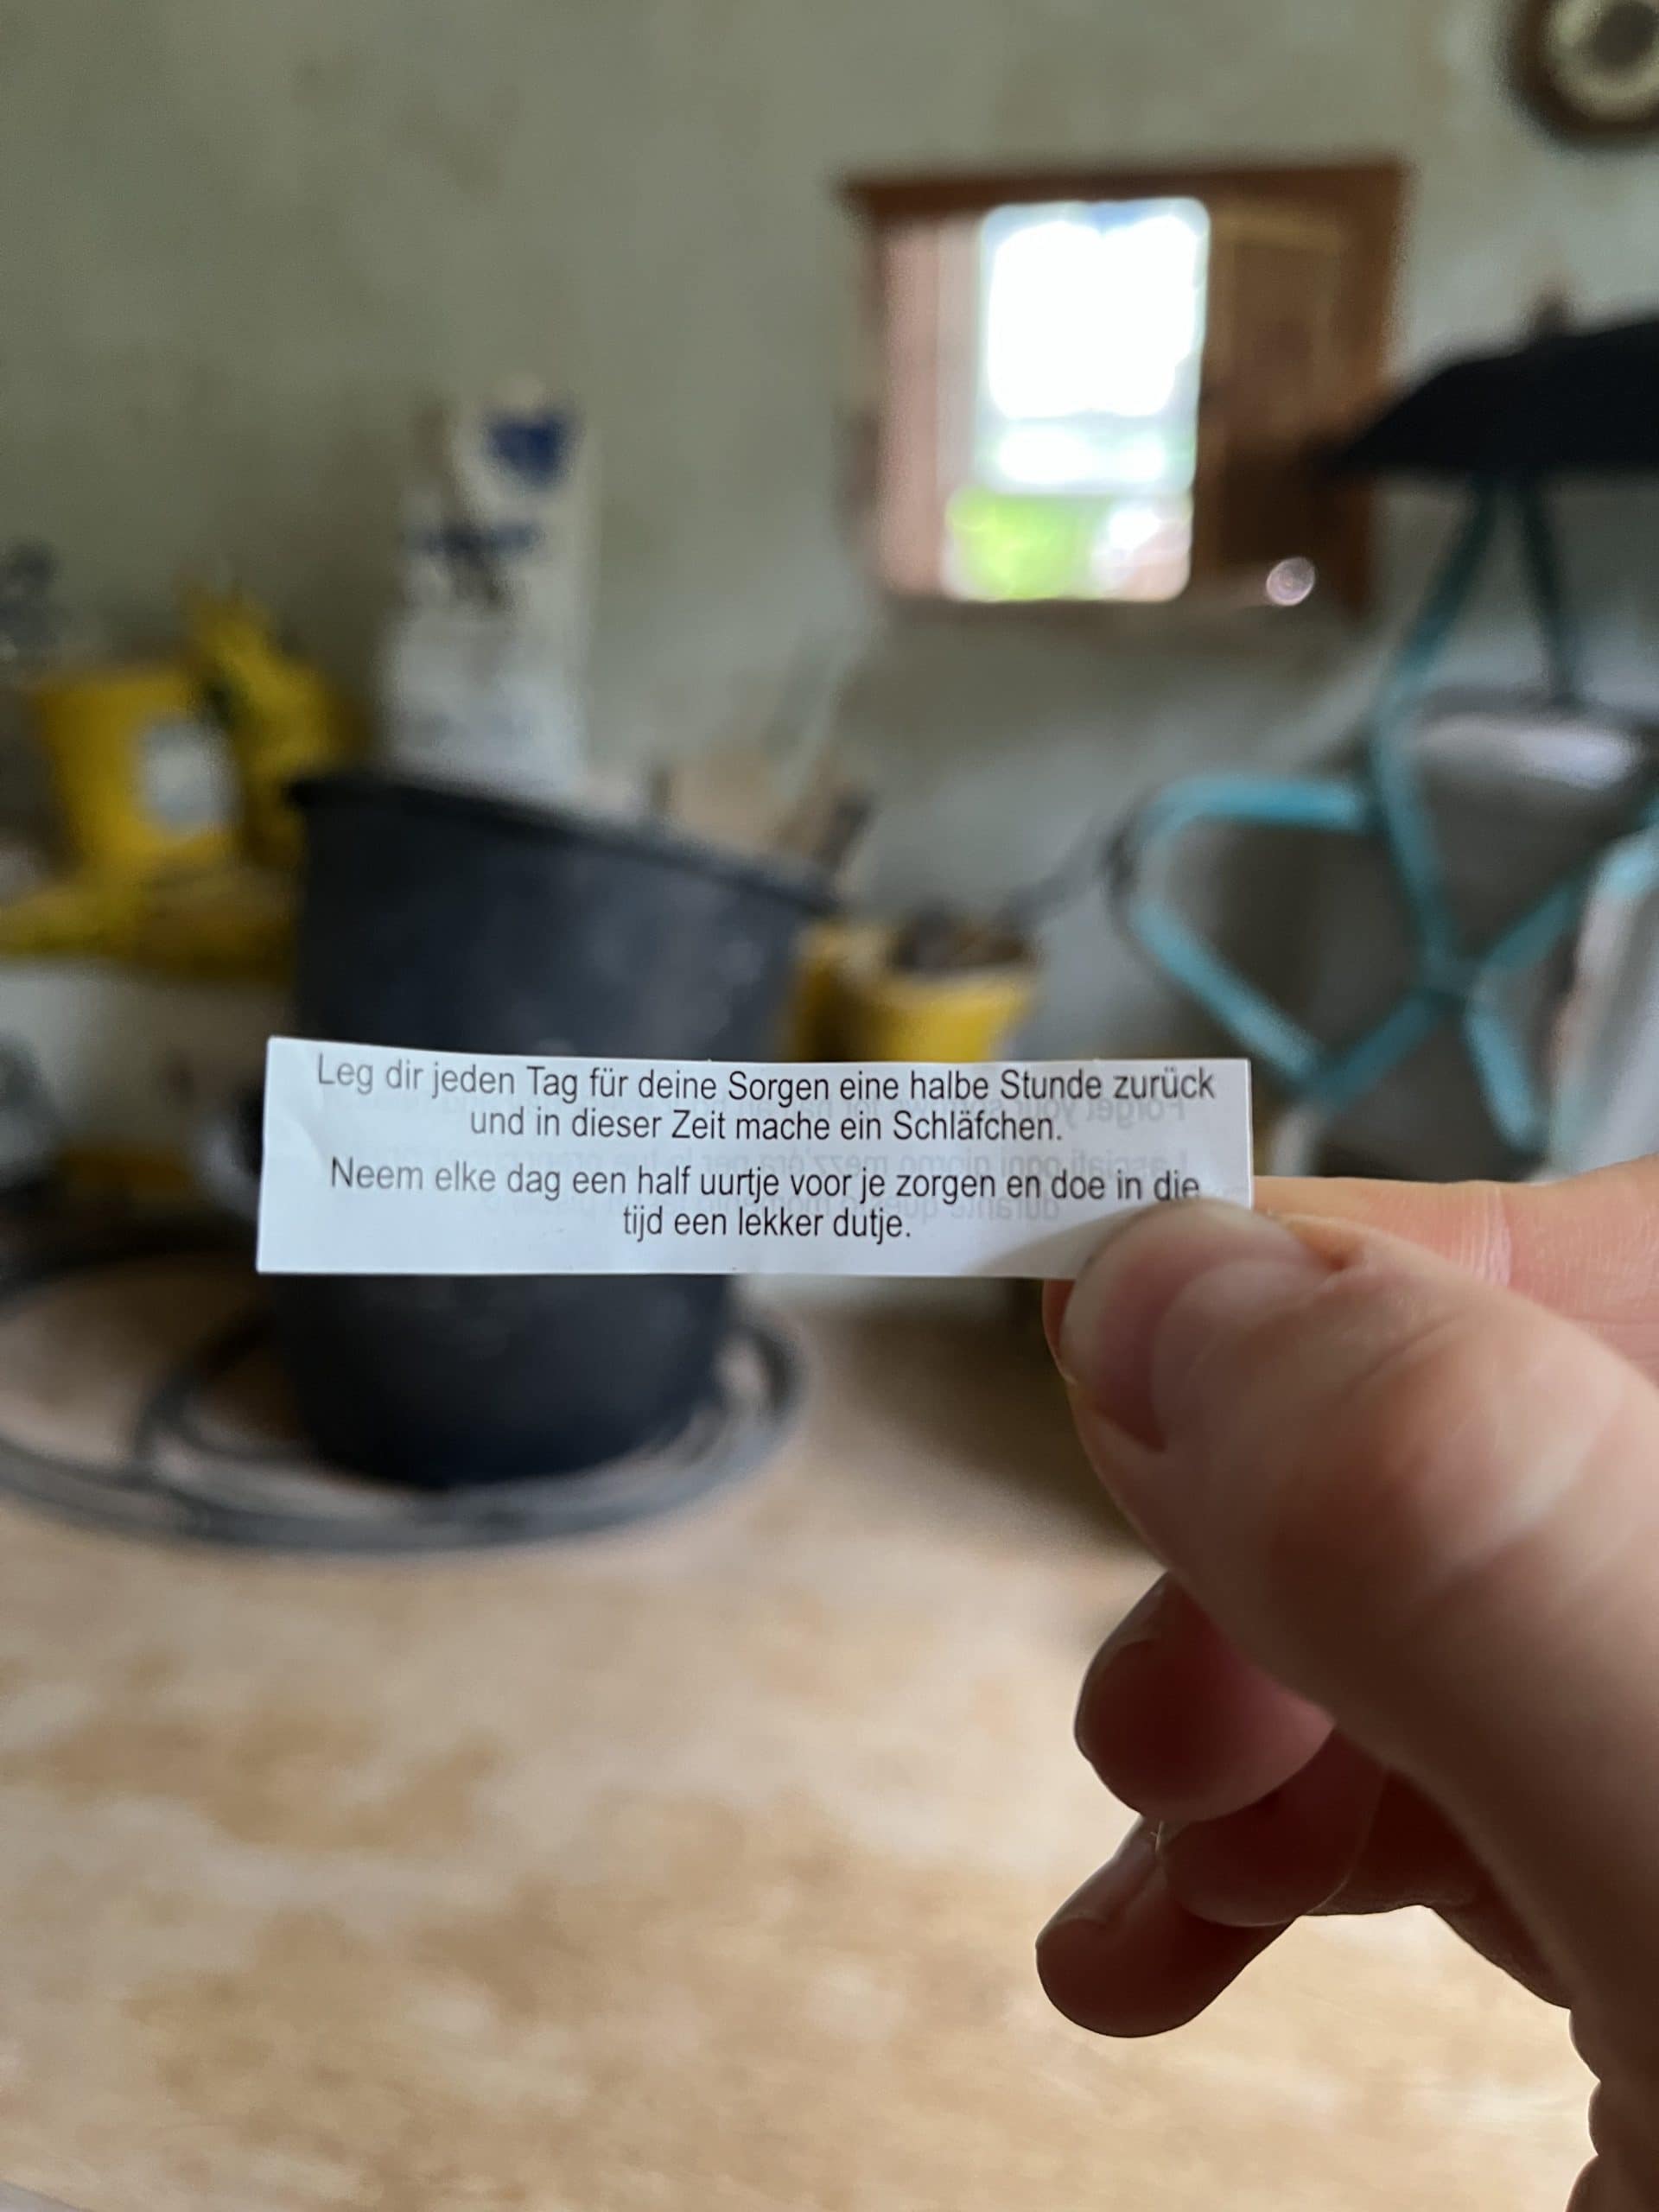 Leg dir jeden Tag für deine Sorgen eine halbe Stunde zurück
und in dieser Zeit mache ein Schläfchen.
Neem elke dag een half uurtje voor je zorgen en doe in die
tijd een lekker dutje.